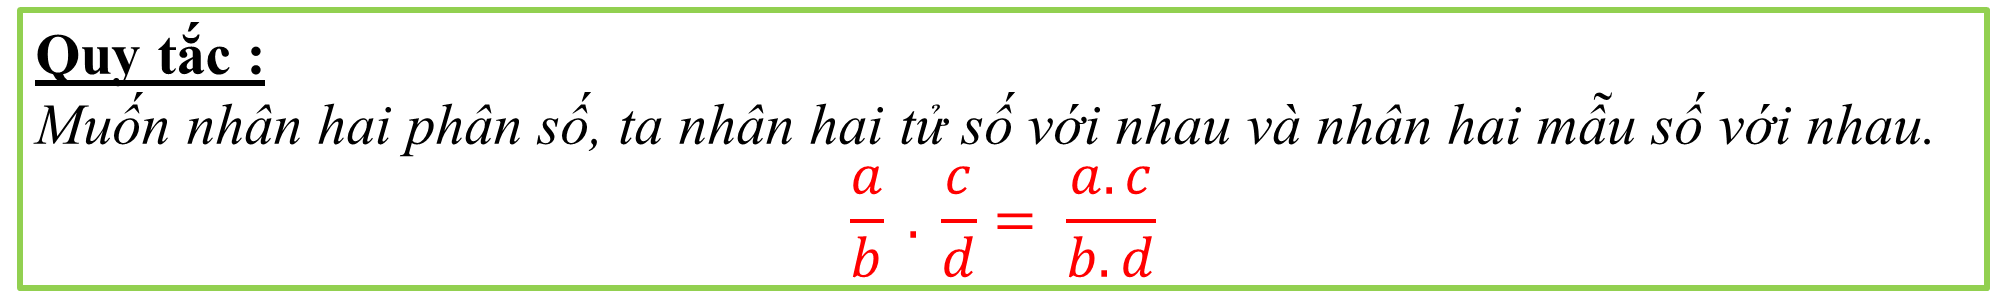 Quy tắc :
Muốn nhân hai phân số, ta nhân hai tử số với nhau và nhân hai mẫu số với nhau.
a/b . c/d = a.c/b.d